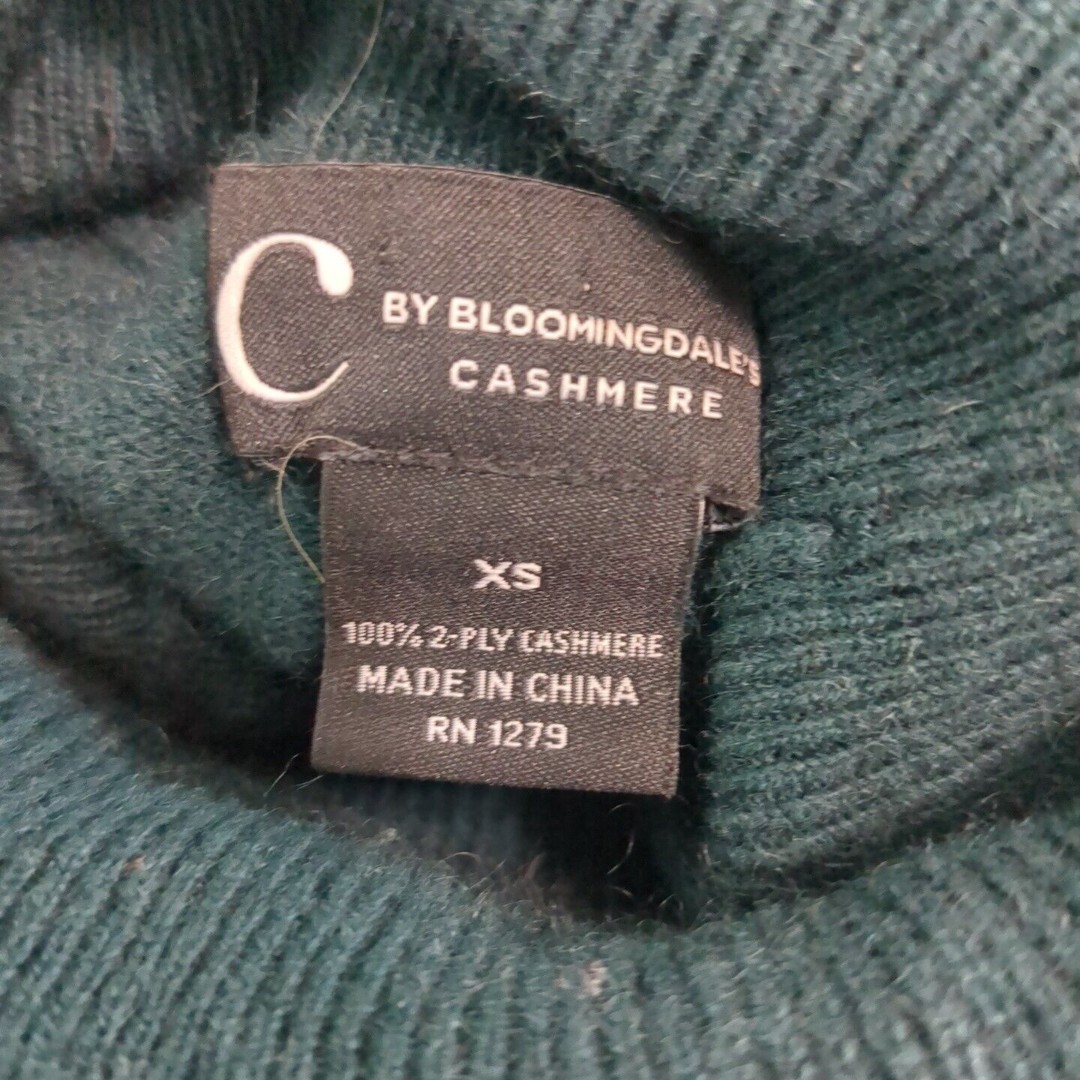 C BY BLOOMINGDALE'S
CASHMERE
XS
100% 2-PLY CASHMERE
MADE IN CHINA
RN 1279